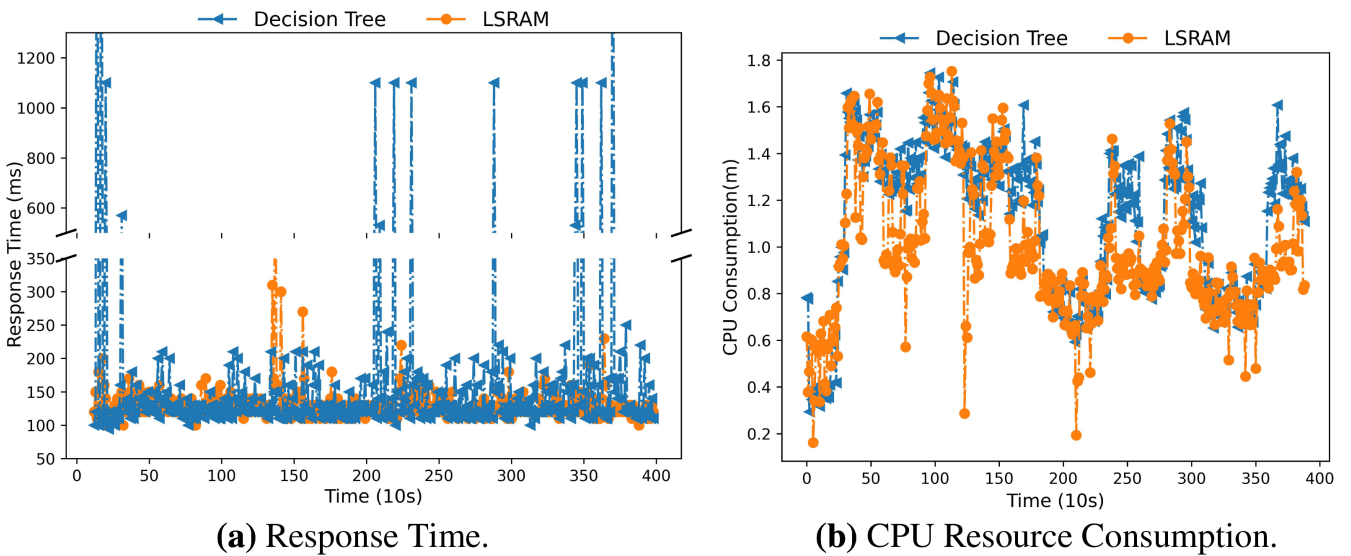 Decision Tree LSRAM
Response Time (ms)
1200
1000
800
600
350
300
250
200
150
100
50
0 50 100 150 200 250 300 350 400
Time (10s)
(a) Response Time.
Decision Tree LSRAM
CPU Consumption(m)
1.8
1.6
1.4
1.2
1.0
0.8
0.6
0.4
0.2
0 50 100 150 200 250 300 350 400
Time (10s)
(b) CPU Resource Consumption.